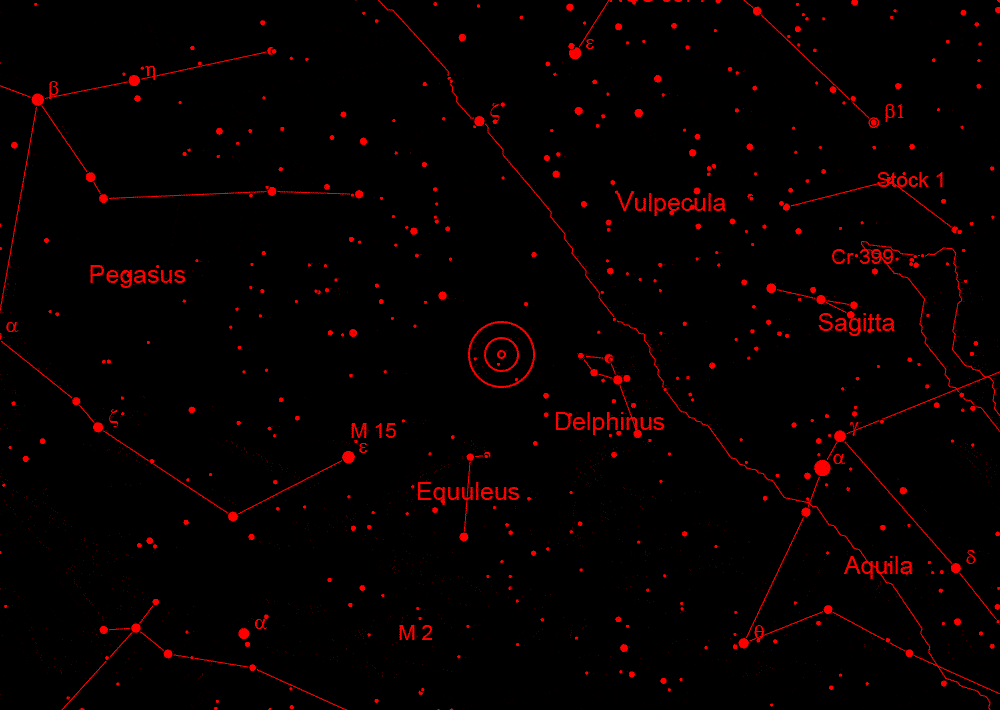 ε
η
β
β1
ζ
Stock 1
Vulpecula
Cr 399
Pegasus
α
Sagitta
ζ
Delphinus
γ
M 15
ε
α
Equuleus
Aquila
δ
α
M 2
θ